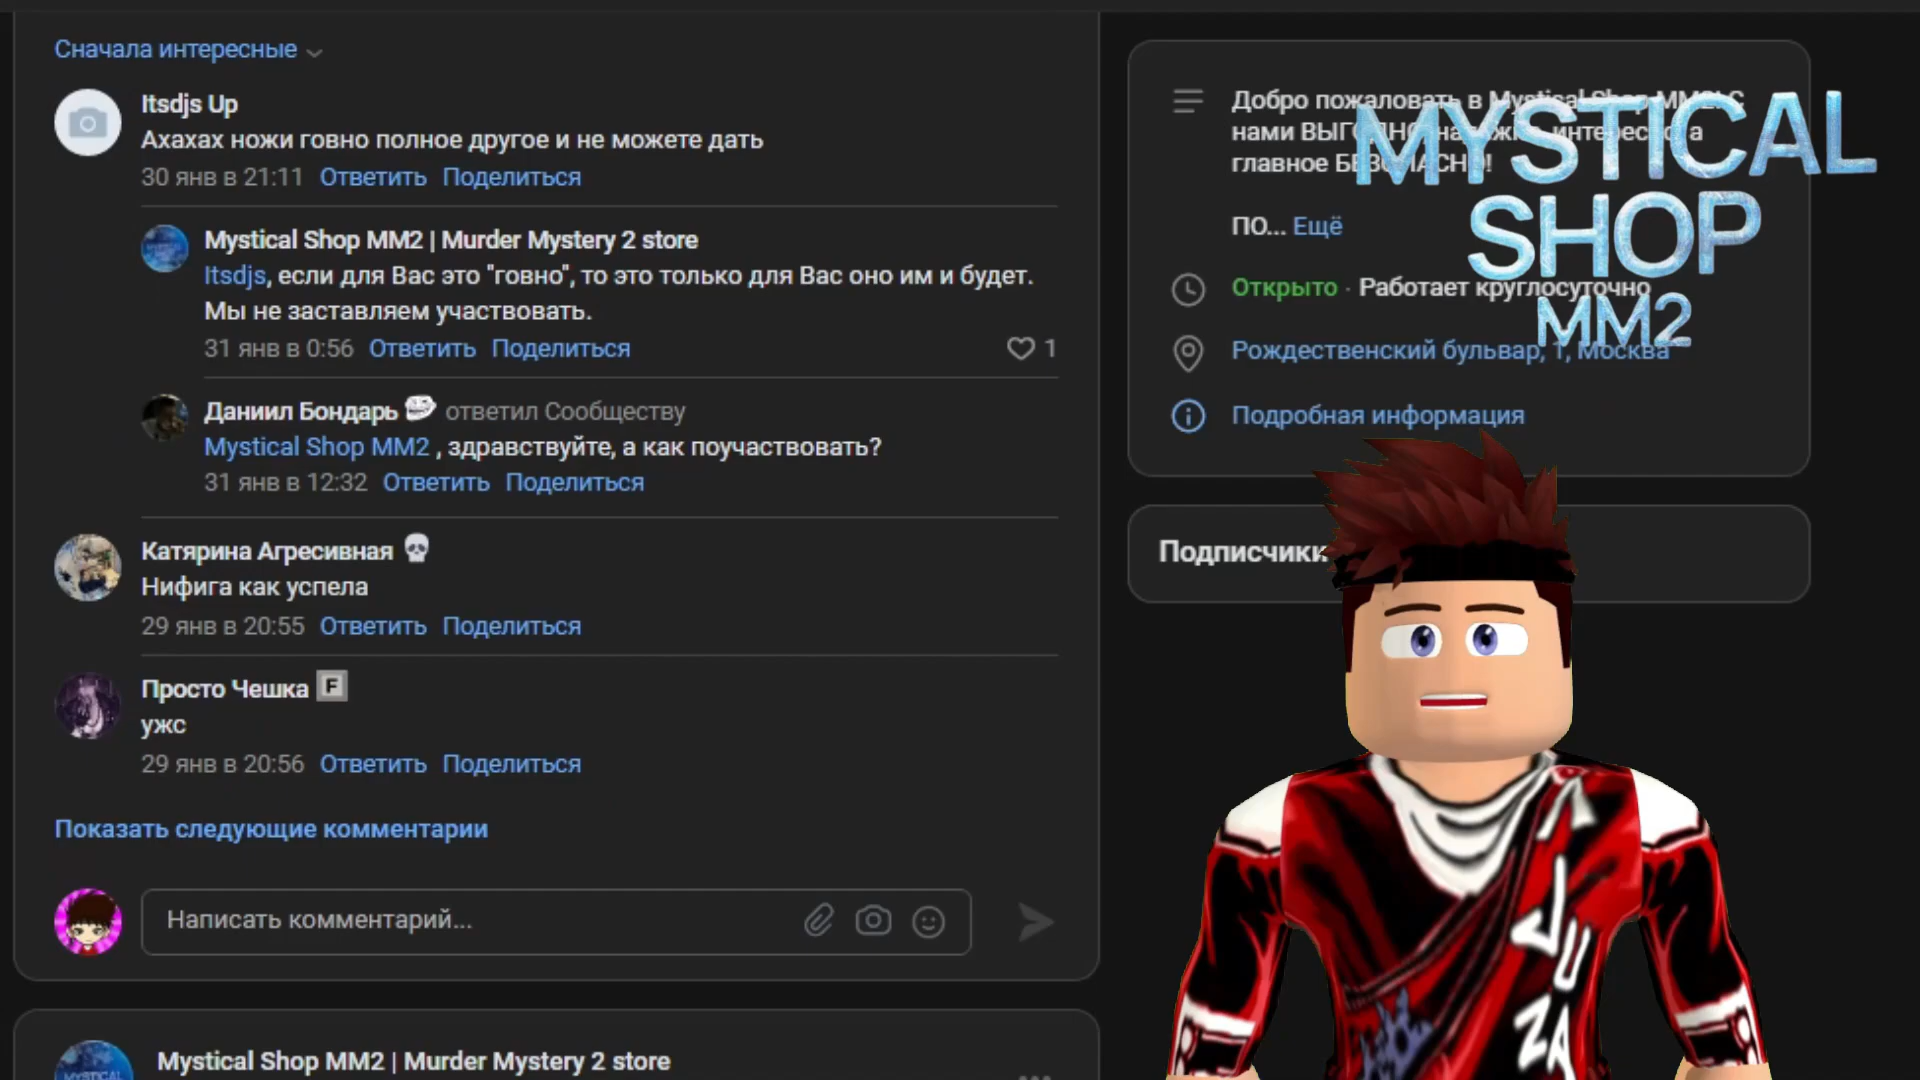 Сначала интересные
Itsdjs Up
Ахахах ножи говно полное другое и не можете дать
30 янв в 21:11 Ответить Поделиться
Mystical Shop MM2 | Murder Mystery 2 store
Itsdjs, если для Вас это "говно", то это только для Вас оно им и будет.
Мы не заставляем участвовать.
31 янв в 0:56 Ответить Поделиться
1
Даниил Бондарь ответил Сообществу
Mystical Shop MM2 , здравствуйте, а как поучаствовать?
31 янв в 12:32 Ответить Поделиться
Катярина Агресивная
Нифига как успела
29 янв в 20:55 Ответить Поделиться
Просто Чешка F
ужс
29 янв в 20:56 Ответить Поделиться
Показать следующие комментарии
Написать комментарий...
Mystical Shop MM2 | Murder Mystery 2 store
MYSTICAL
Добро пожаловать в Mystical Shop MM2! С
нами
главное
ПО... Ещё
Открыто · Работает круглосуточно
Рождественский бульвар, 1, Москва
Подробная информация
Подписчики
MYSTICAL
SHOP
MM2
JUZA